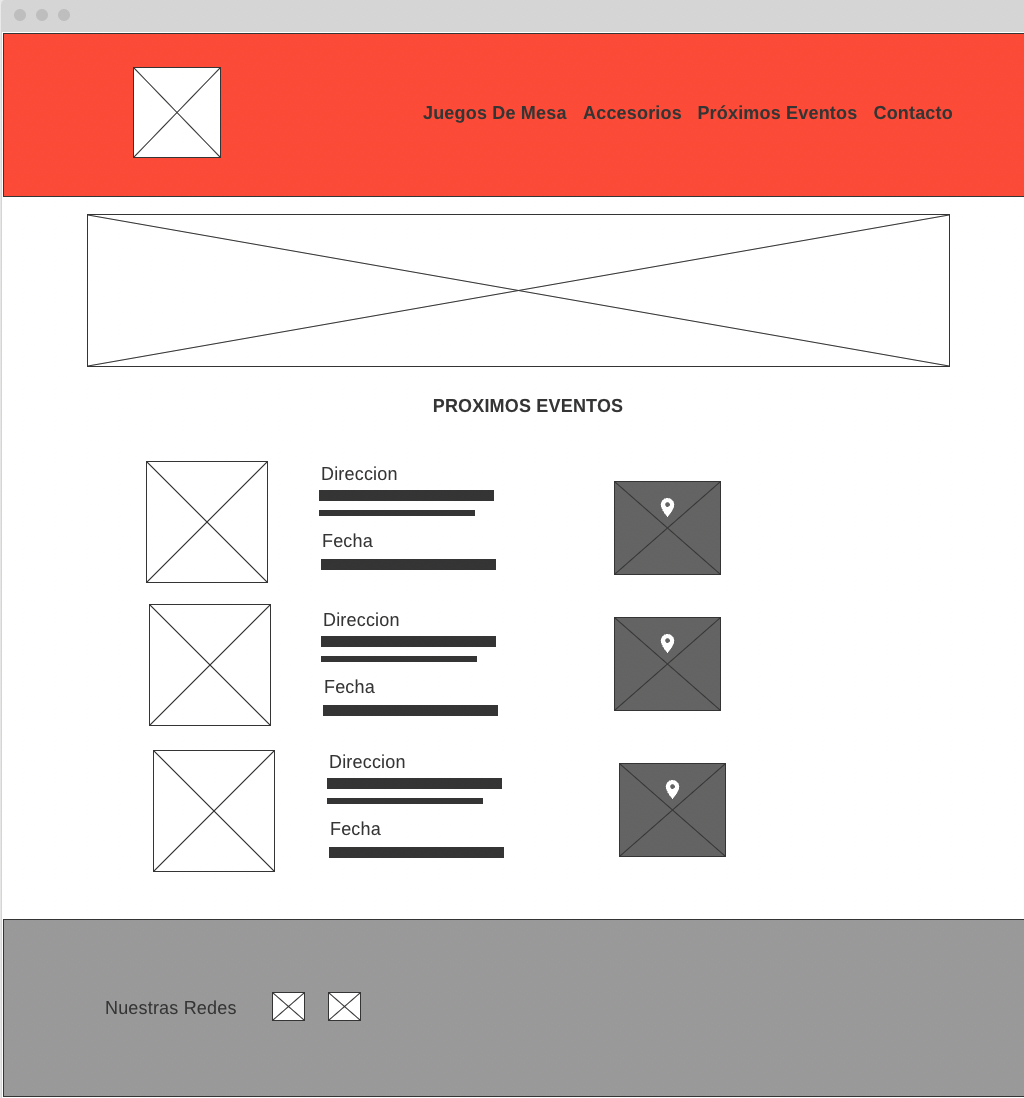 Juegos De Mesa Accesorios Próximos Eventos Contacto
PROXIMOS EVENTOS
Direccion
Fecha
Direccion
Fecha
Direccion
Fecha
Nuestras Redes